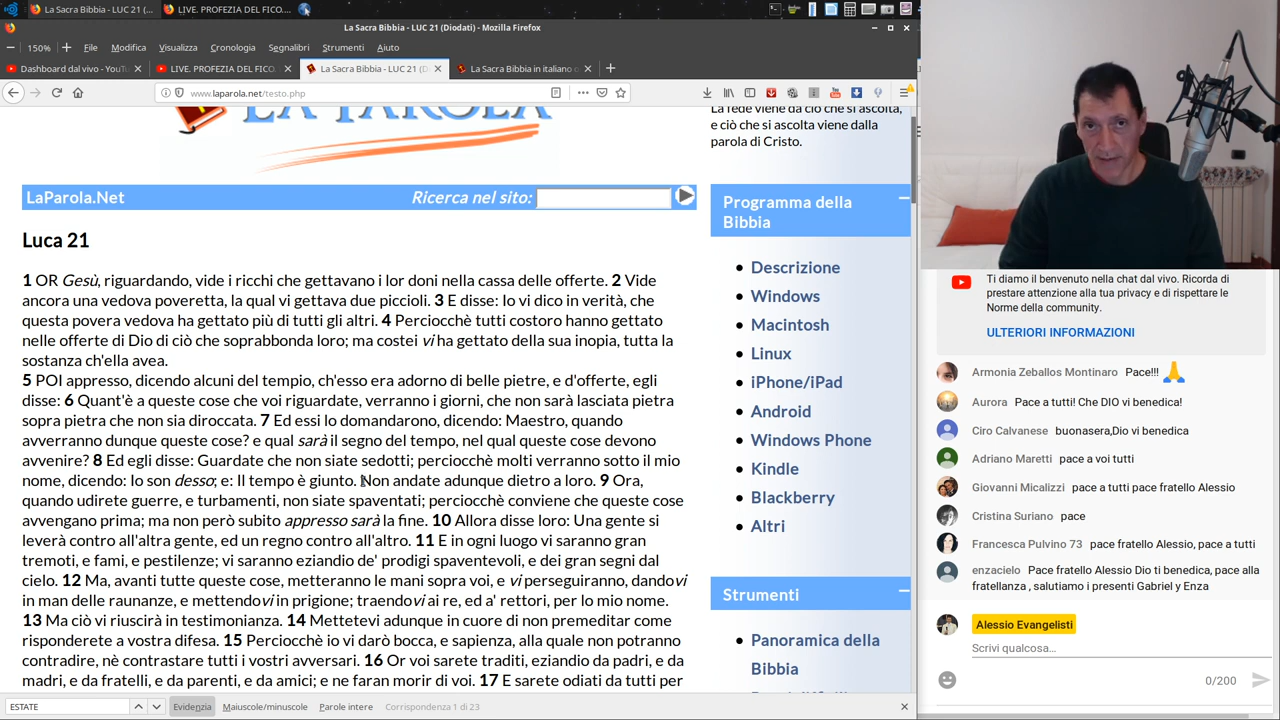 La Sacra Bibbia - LUC 21 (...
LIVE. PROFEZIA DEL FICO....
La Sacra Bibbia - LUC 21 (Diodati) - Mozilla Firefox
150%
File Modifica Visualizza Cronologia Segnalibri Strumenti Aiuto
Dashboard dal vivo - YouTu
LIVE. PROFEZIA DEL FICO.
La Sacra Bibbia - LUC 21 (D
La Sacra Bibbia in italiano o
www.laparola.net/testo.php
LA PAROLA
La fede viene da ciò che si ascolta,
e ciò che si ascolta viene dalla
parola di Cristo.
LaParola.Net
Ricerca nel sito:
Luca 21
1 OR Gesù, riguardando, vide i ricchi che gettavano i lor doni nella cassa delle offerte. 2 Vide
ancora una vedova poveretta, la qual vi gettava due piccioli. 3 E disse: Io vi dico in verità, che
questa povera vedova ha gettato più di tutti gli altri. 4 Perciocchè tutti costoro hanno gettato
nelle offerte di Dio di ciò che soprabbonda loro; ma costei vi ha gettato della sua inopia, tutta la
sostanza ch'ella avea.
5 POI appresso, dicendo alcuni del tempio, ch'esso era adorno di belle pietre, e d'offerte, egli
disse: 6 Quant'è a queste cose che voi riguardate, verranno i giorni, che non sarà lasciata pietra
sopra pietra che non sia diroccata. 7 Ed essi lo domandarono, dicendo: Maestro, quando
avverranno dunque queste cose? e qual sarà il segno del tempo, nel qual queste cose devono
avvenire? 8 Ed egli disse: Guardate che non siate sedotti; perciocchè molti verranno sotto il mio
nome, dicendo: Io son desso; e: Il tempo è giunto. Non andate adunque dietro a loro. 9 Ora,
quando udirete guerre, e turbamenti, non siate spaventati; perciocchè conviene che queste cose
avvengano prima; ma non però subito appresso sarà la fine. 10 Allora disse loro: Una gente si
leverà contro all'altra gente, ed un regno contro all'altro. 11 E in ogni luogo vi saranno gran
tremoti, e fami, e pestilenze; vi saranno eziandio de' prodigi spaventevoli, e dei gran segni dal
cielo. 12 Ma, avanti tutte queste cose, metteranno le mani sopra voi, e vi perseguiranno, dandovi
in man delle raunanze, e mettendovi in prigione; traendovi ai re, ed a' rettori, per lo mio nome.
13 Ma ciò vi riuscirà in testimonianza. 14 Mettetevi adunque in cuore di non premeditar come
risponderete a vostra difesa. 15 Perciocchè io vi darò bocca, e sapienza, alla quale non potranno
contradire, nè contrastare tutti i vostri avversari. 16 Or voi sarete traditi, eziandio da padri, e da
madri, e da fratelli, e da parenti, e da amici; e ne faran morir di voi. 17 E sarete odiati da tutti per
Programma della
Bibbia
Descrizione
Windows
Macintosh
Linux
iPhone/iPad
Android
Windows Phone
Kindle
Blackberry
Altri
Strumenti
Panoramica della
Bibbia
ESTATE
Evidenzia Maiuscole/minuscole Parole intere Corrispondenza 1 di 23
Ti diamo il benvenuto nella chat dal vivo. Ricorda di
prestare attenzione alla tua privacy e di rispettare le
Norme della community.
ULTERIORI INFORMAZIONI
Armonia Zeballos Montinaro Pace!!! 🙏
Aurora Pace a tutti! Che DIO vi benedica!
Ciro Calvanese buonasera,Dio vi benedica
Adriano Maretti pace a voi tutti
Giovanni Micalizzi pace a tutti pace fratello Alessio
Cristina Suriano pace
Francesca Pulvino 73 pace fratello Alessio, pace a tutti
enzacielo Pace fratello Alessio Dio ti benedica, pace alla
fratellanza , salutiamo i presenti Gabriel y Enza
Alessio Evangelisti
Scrivi qualcosa...
0/200